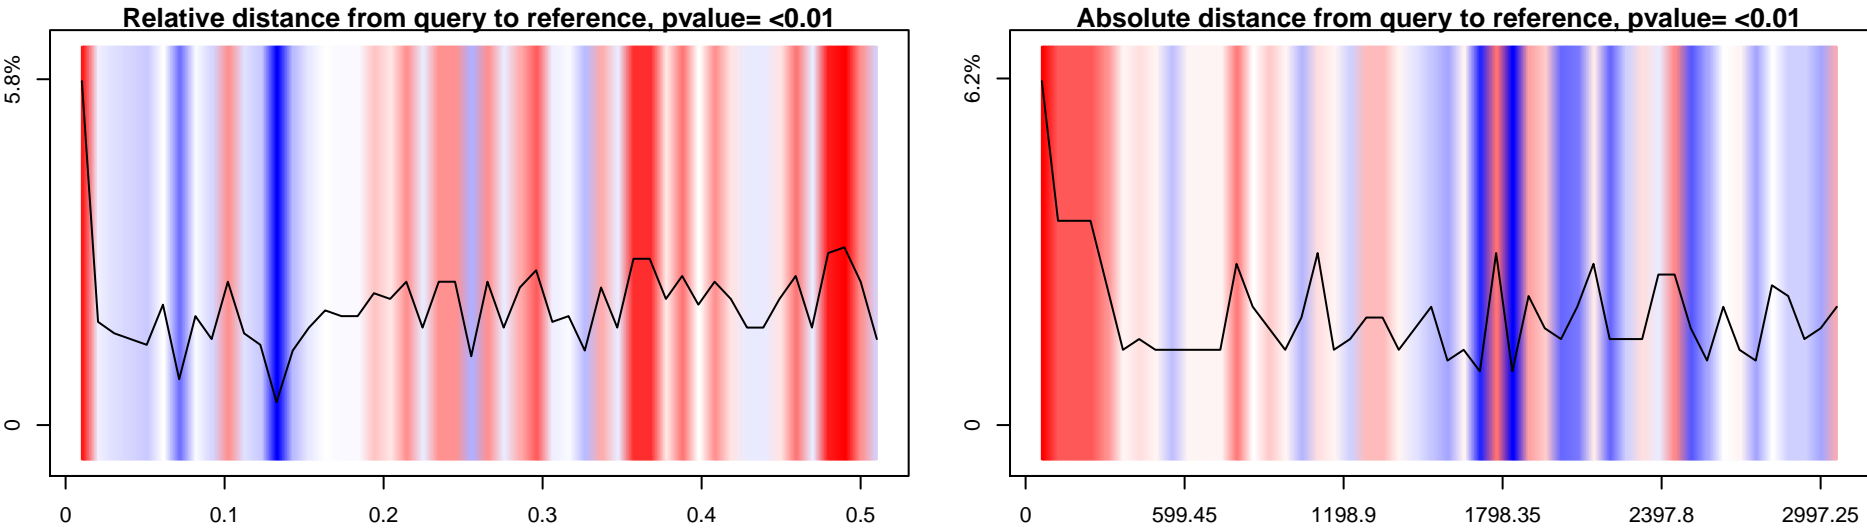 Relative distance from query to reference, pvalue= <0.01
5.8%
0
0 0.1 0.2 0.3 0.4 0.5
Absolute distance from query to reference, pvalue= <0.01
6.2%
0
0 599.45 1198.9 1798.35 2397.8 2997.25